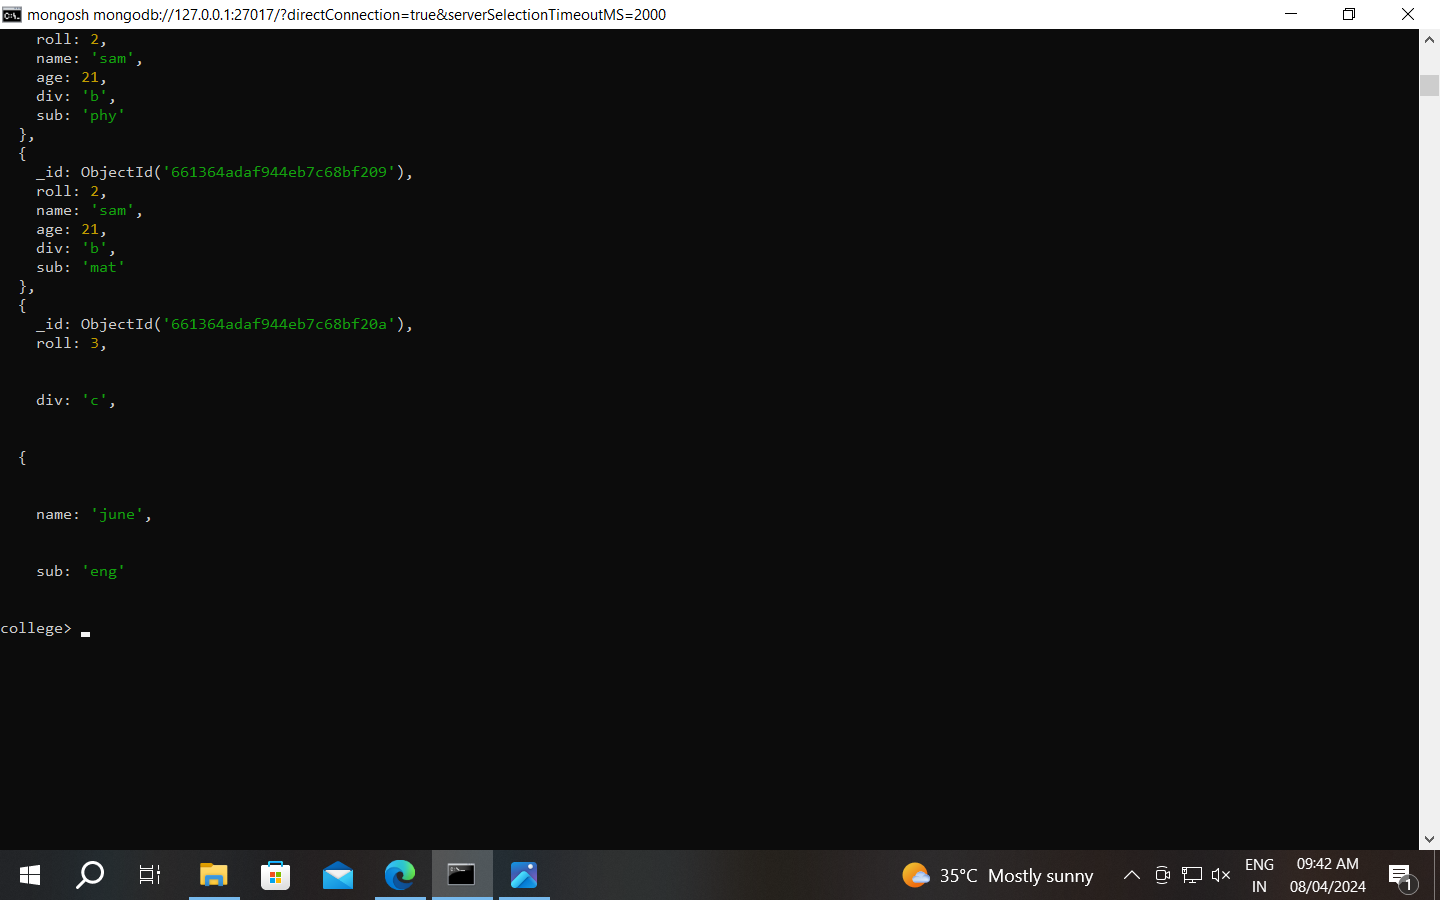 mongosh mongodb://127.0.0.1:27017/?directConnection=true&serverSelectionTimeoutMS=2000
roll: 2,
name: 'sam',
age: 21,
div: 'b',
sub: 'phy'
},
{
_id: ObjectId('661364adaf944eb7c68bf209'),
roll: 2,
name: 'sam',
age: 21,
div: 'b',
sub: 'mat'
},
{
_id: ObjectId('661364adaf944eb7c68bf20a'),
roll: 3,
div: 'c',
{
name: 'june',
sub: 'eng'
college>
35°C Mostly sunny
ENG
IN
09:42 AM
08/04/2024
1